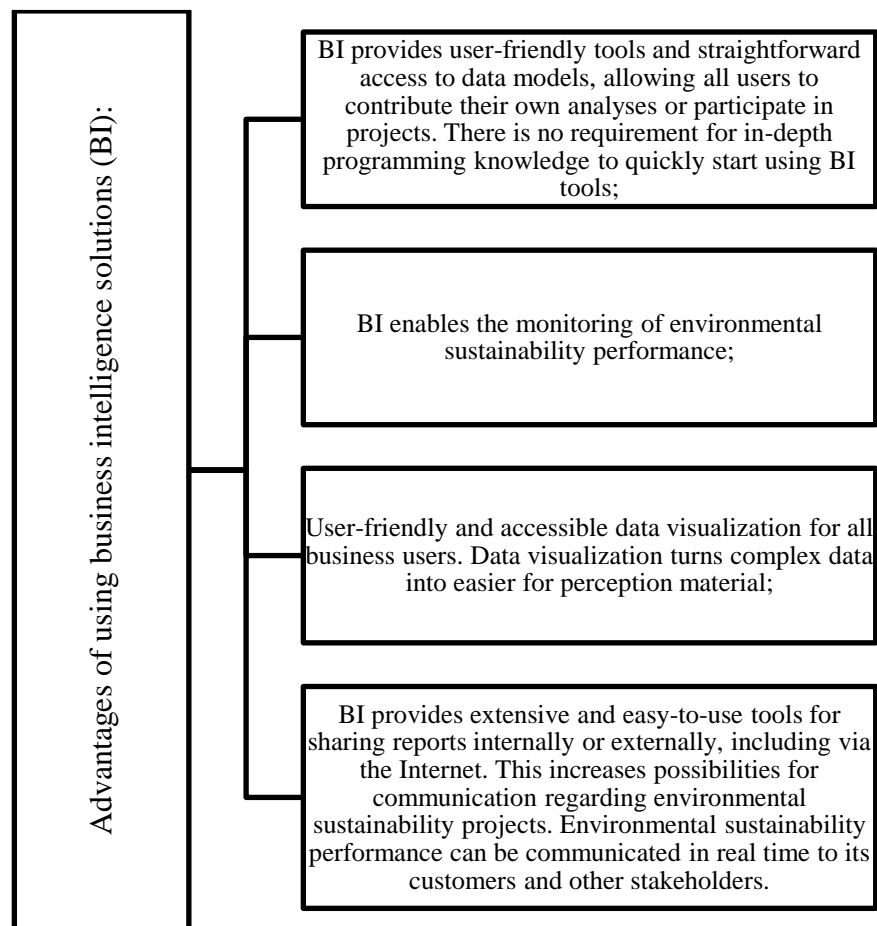 Advantages of using business intelligence solutions (BI):
BI provides user-friendly tools and straightforward
access to data models, allowing all users to
contribute their own analyses or participate in
projects. There is no requirement for in-depth
programming knowledge to quickly start using BI
tools;
BI enables the monitoring of environmental
sustainability performance;
User-friendly and accessible data visualization for all
business users. Data visualization turns complex data
into easier for perception material;
BI provides extensive and easy-to-use tools for
sharing reports internally or externally, including via
the Internet. This increases possibilities for
communication regarding environmental
sustainability projects. Environmental sustainability
performance can be communicated in real time to its
customers and other stakeholders.